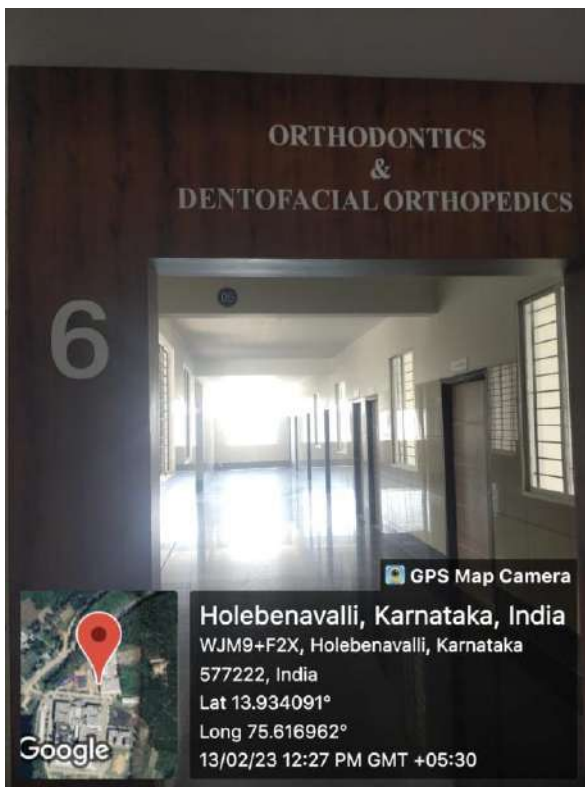 ORTHODONTICS
&
DENTOFACIAL ORTHOPEDICS
6
05
GPS Map Camera
Holebenavalli, Karnataka, India
WJM9+F2X, Holebenavalli, Karnataka
577222, India
Lat 13.934091°
Long 75.616962°
13/02/23 12:27 PM GMT +05:30
Google